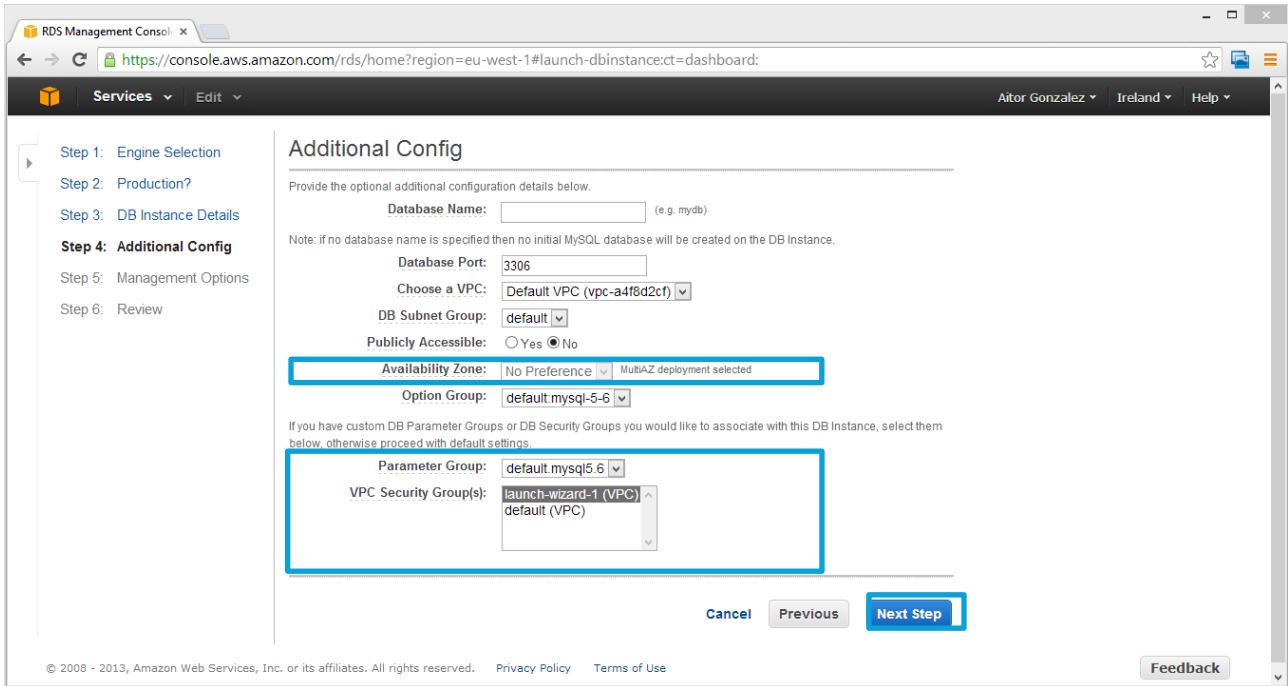 RDS Management Consol
https://console.aws.amazon.com/rds/home?region=eu-west-1#launch-dbinstance:ct=dashboard:
Services Edit Aitor Gonzalez Ireland Help
Step 1: Engine Selection
Step 2: Production?
Step 3: DB Instance Details
Step 4: Additional Config
Step 5: Management Options
Step 6: Review
Additional Config
Provide the optional additional configuration details below.
Database Name: (e.g. mydb)
Note: if no database name is specified then no initial MySQL database will be created on the DB Instance.
Database Port: 3306
Choose a VPC: Default VPC (vpc-a4f8d2cf)
DB Subnet Group: default
Publicly Accessible: Yes No
Availability Zone: No Preference MultiAZ deployment selected
Option Group: default:mysql-5-6
If you have custom DB Parameter Groups or DB Security Groups you would like to associate with this DB Instance, select them
below, otherwise proceed with default settings.
Parameter Group: default.mysql5.6
VPC Security Group(s): launch-wizard-1 (VPC)
default (VPC)
Cancel Previous Next Step
© 2008 - 2013, Amazon Web Services, Inc. or its affiliates. All rights reserved. Privacy Policy Terms of Use Feedback